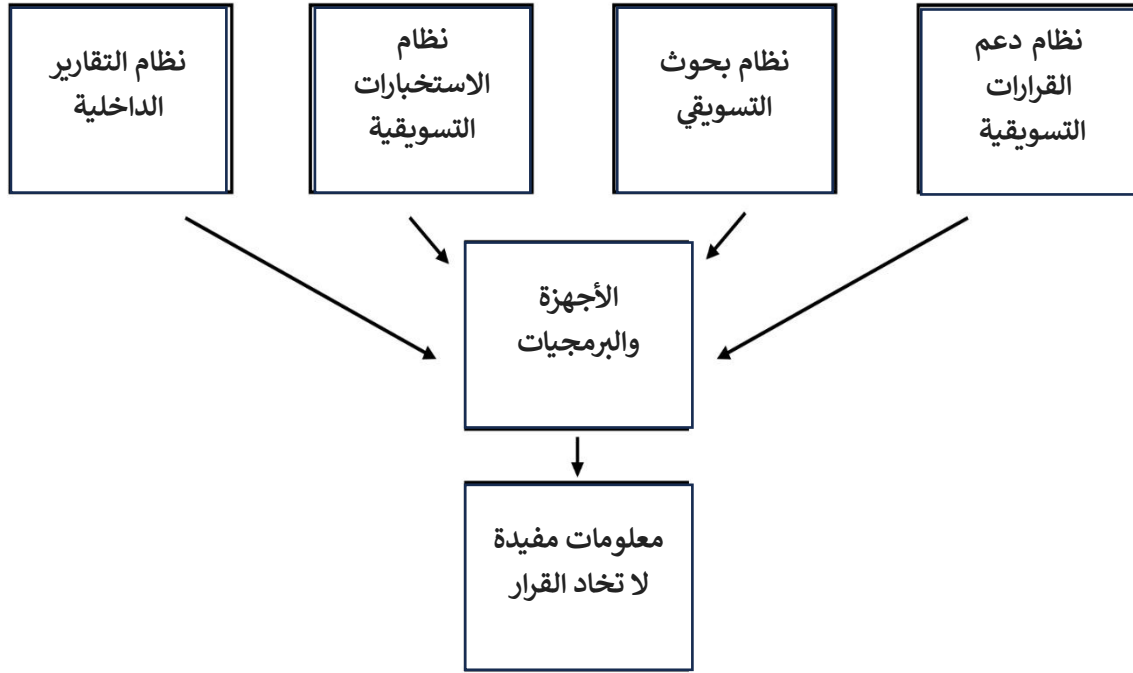 نظام دعم
القرارات
التسويقية
نظام بحوث
التسويقي
نظام
الاستخبارات
التسويقية
نظام التقارير
الداخلية
الأجهزة
والبرمجيات
معلومات مفيدة
لا تخاد القرار